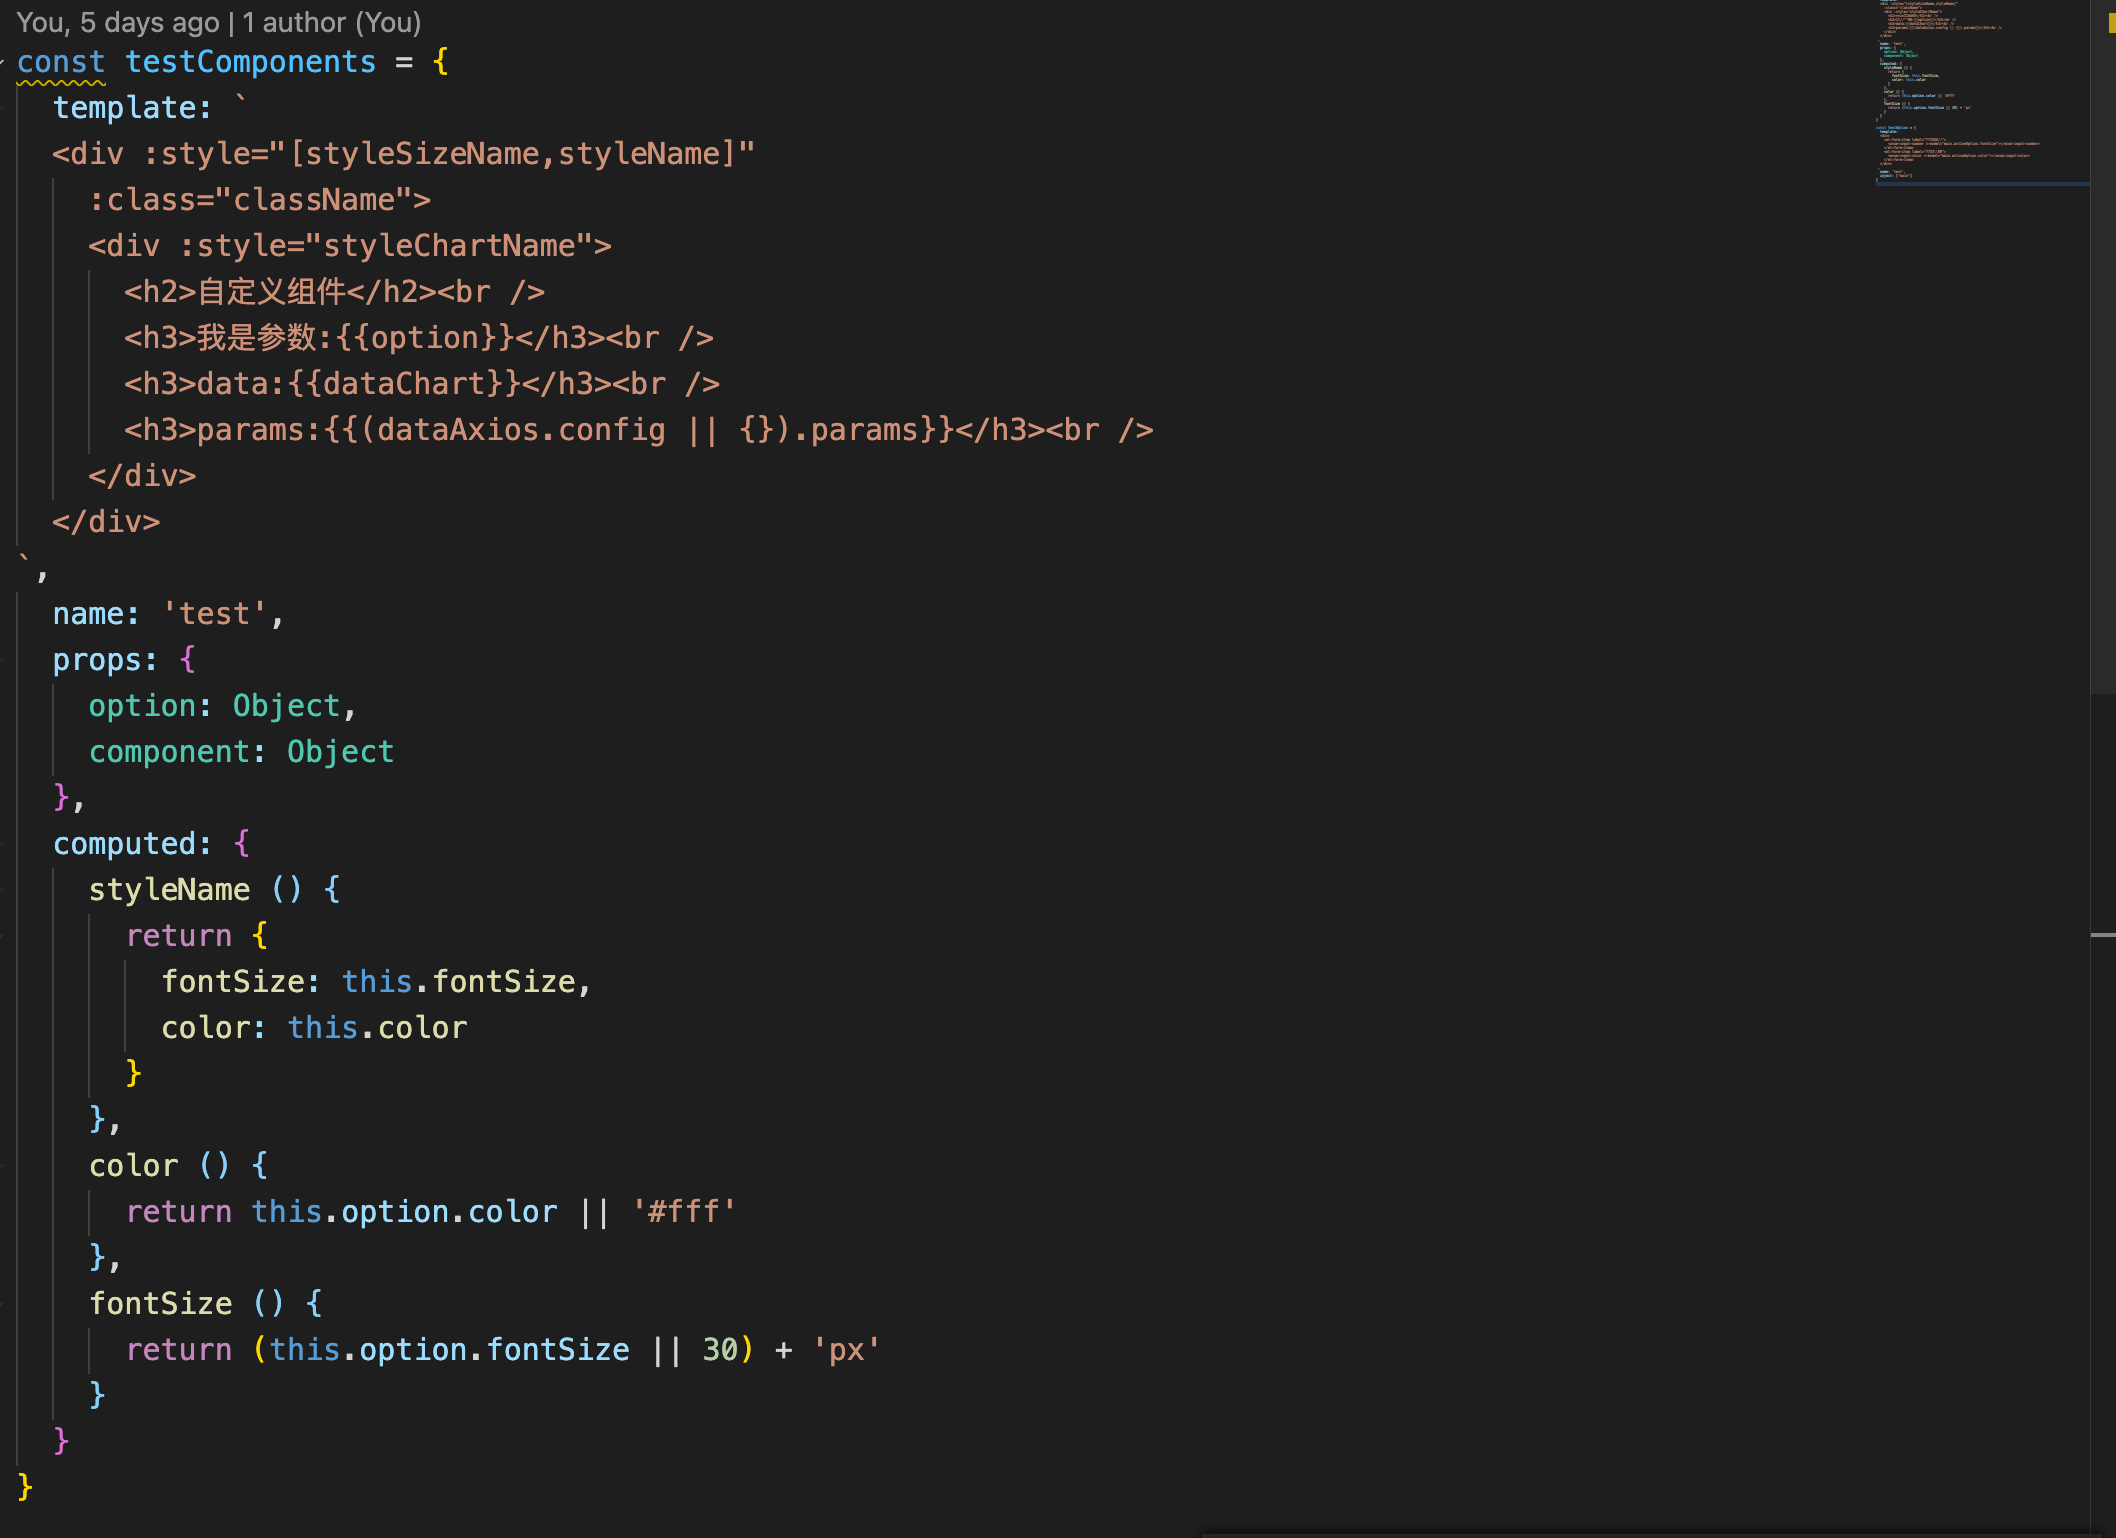 You, 5 days ago | 1 author (You)
const testComponents = {
  template: `
  <div :style="[styleSizeName,styleName]"
    :class="className">
    <div :style="styleChartName">
      <h2>自定义组件</h2><br />
      <h3>我是参数:{{option}}</h3><br />
      <h3>data:{{dataChart}}</h3><br />
      <h3>params:{{(dataAxios.config || {}).params}}</h3><br />
    </div>
  </div>
`,
  name: 'test',
  props: {
    option: Object,
    component: Object
  },
  computed: {
    styleName () {
      return {
        fontSize: this.fontSize,
        color: this.color
      }
    },
    color () {
      return this.option.color || '#fff'
    },
    fontSize () {
      return (this.option.fontSize || 30) + 'px'
    }
  }
}